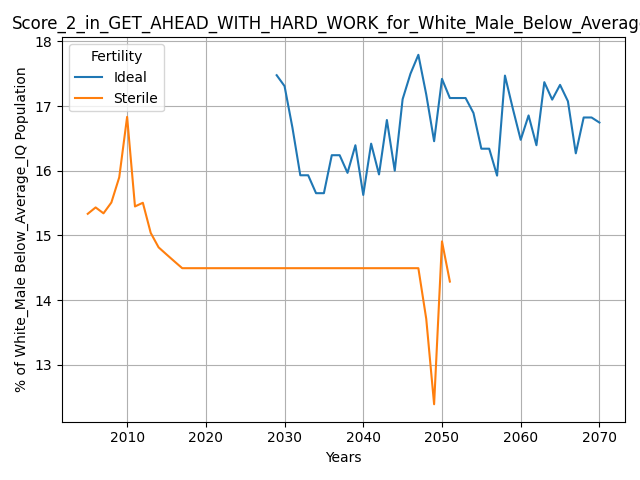 Score_2_in_GET_AHEAD_WITH_HARD_WORK_for_White_Male_Below_Average
Fertility
Ideal
Sterile
% of White_Male Below_Average_IQ Population
18
17
16
15
14
13
2010 2020 2030 2040 2050 2060 2070
Years